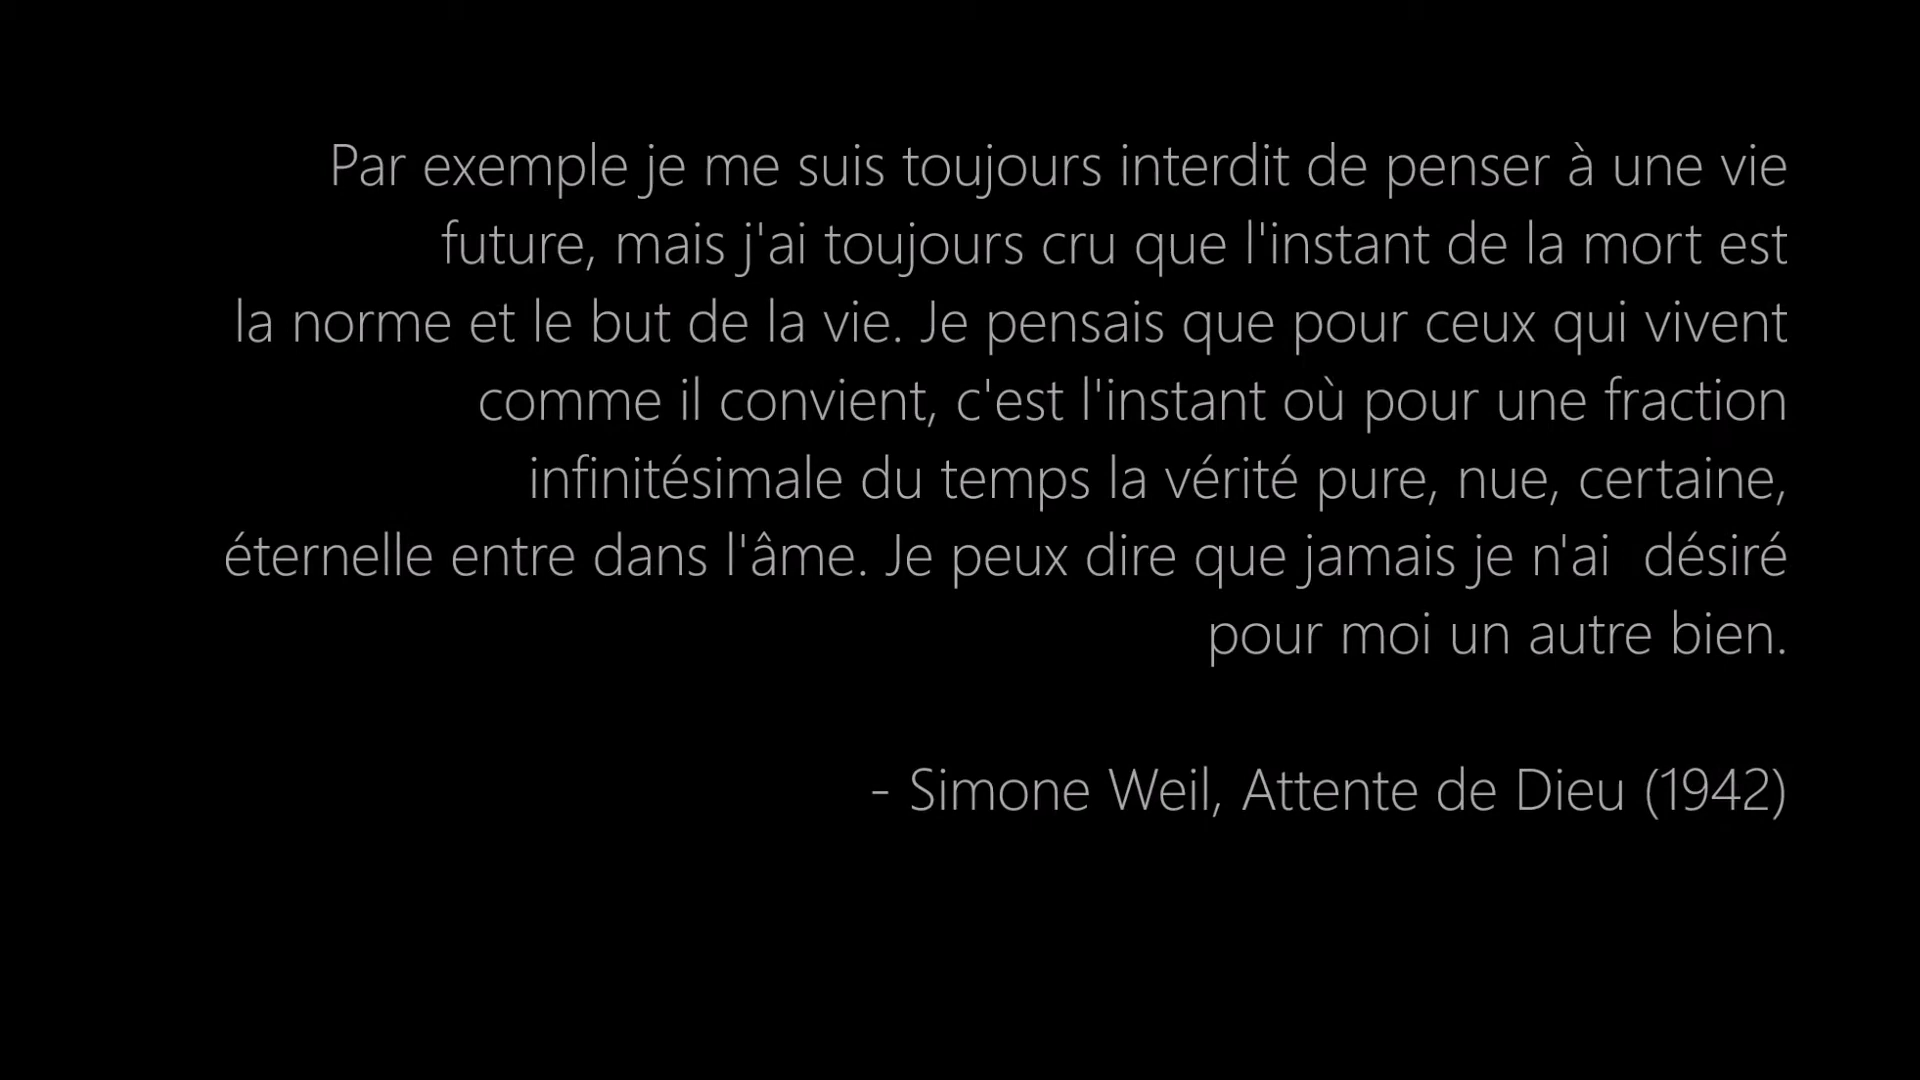 Par exemple je me suis toujours interdit de penser à une vie
future, mais j'ai toujours cru que l'instant de la mort est
la norme et le but de la vie. Je pensais que pour ceux qui vivent
comme il convient, c'est l'instant où pour une fraction
infinitésimale du temps la vérité pure, nue, certaine,
éternelle entre dans l'âme. Je peux dire que jamais je n'ai  désiré
pour moi un autre bien.
- Simone Weil, Attente de Dieu (1942)